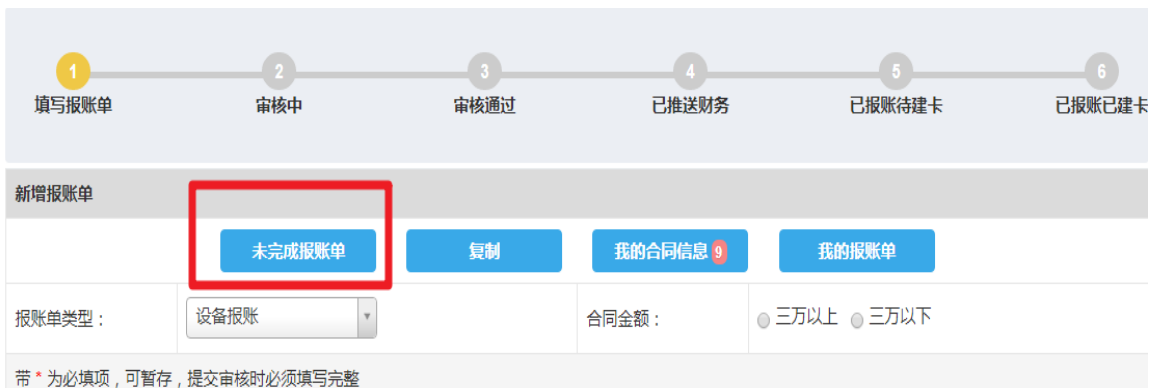 1 2 3 4 5 6
填写报账单 审核中 审核通过 已推送财务 已报账待建卡 已报账已建卡
新增报账单
未完成报账单 复制 我的合同信息 9 我的报账单
报账单类型： 设备报账 合同金额： 三万以上 三万以下
带 * 为必填项，可暂存，提交审核时必须填写完整